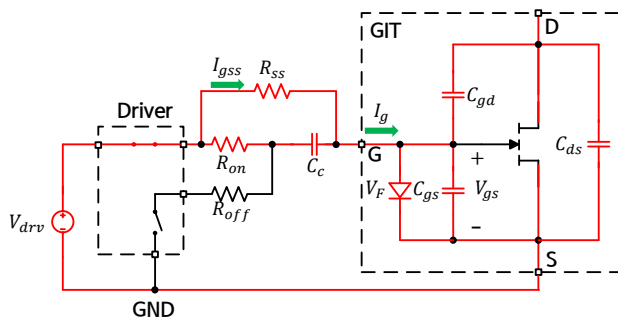 D
GIT
I_gss
R_ss
Driver
C_gd
I_g
R_on
C_c
G
+
C_ds
V_F
C_gs
V_gs
R_off
V_drv
−
S
GND